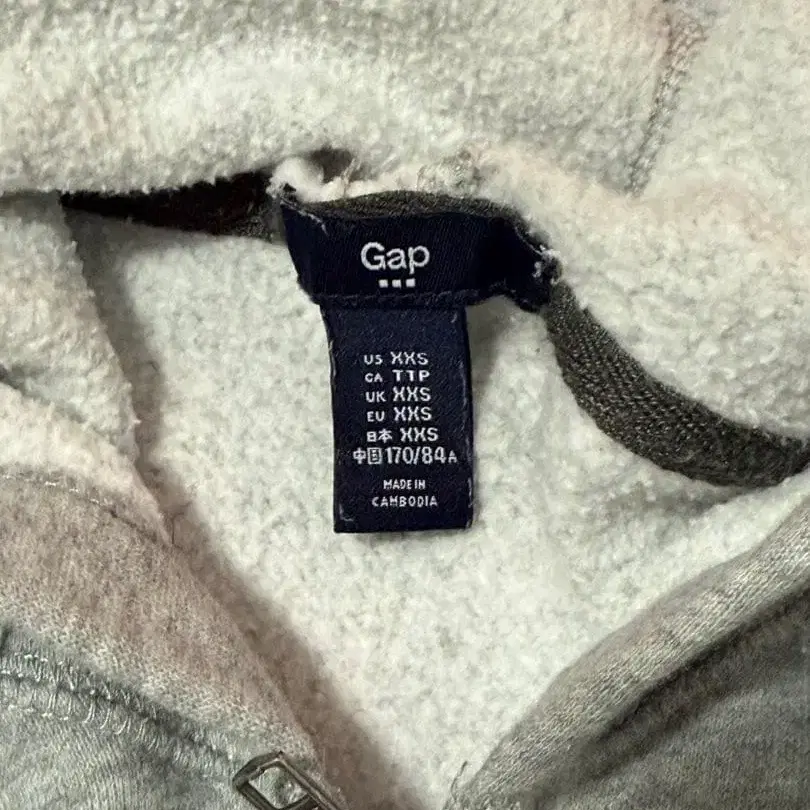 Gap
US XXS
CA TTP
UK XXS
EU XXS
日本 XXS
中国 170/84A
MADE IN
CAMBODIA